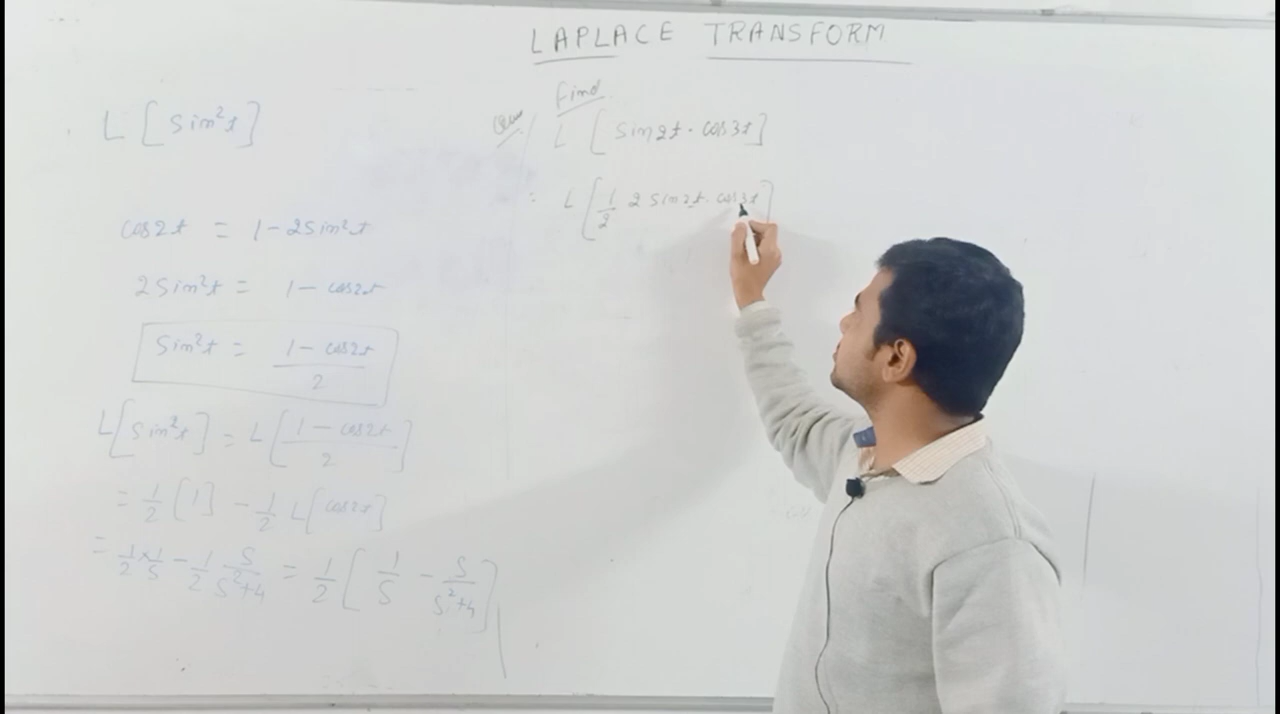 LAPLACE TRANSFORM
L [sin²t]
cos2t = 1 - 2sin²t
2sin²t = 1 - cos2t
sin²t = (1 - cos2t)/2
L[sin²t] = L[(1 - cos2t)/2]
= 1/2 [1] - 1/2 L[cos2t]
= 1/2 × 1/s - 1/2 s/(s²+4) = 1/2 [1/s - s/(s²+4)]
Find
L [sin2t · cos3t]
= L [1/2 2 sin2t · cos3t]